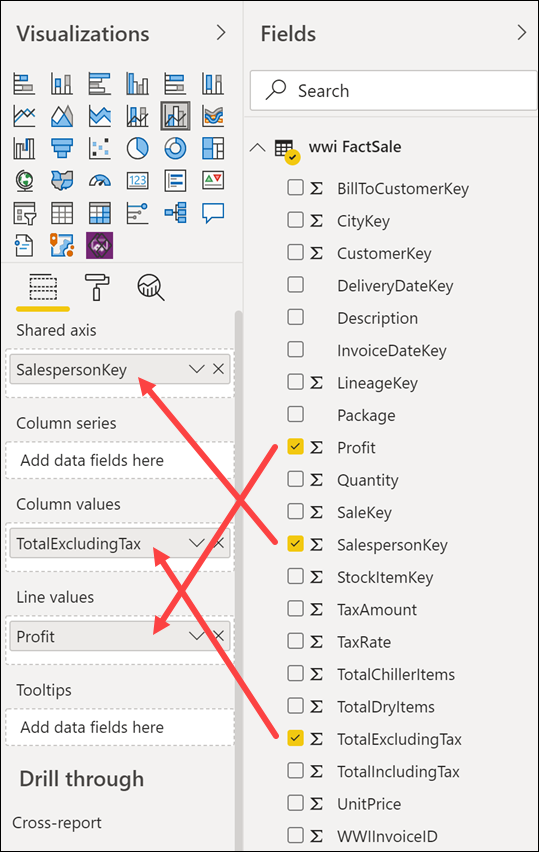 Visualizations
Shared axis
SalespersonKey
Column series
Add data fields here
Column values
TotalExcludingTax
Line values
Profit
Tooltips
Add data fields here
Drill through
Cross-report
Fields
Search
wwi FactSale
BillToCustomerKey
CityKey
CustomerKey
DeliveryDateKey
Description
InvoiceDateKey
LineageKey
Package
Profit
Quantity
SaleKey
SalespersonKey
StockItemKey
TaxAmount
TaxRate
TotalChillerItems
TotalDryItems
TotalExcludingTax
TotalIncludingTax
UnitPrice
WWIInvoiceID